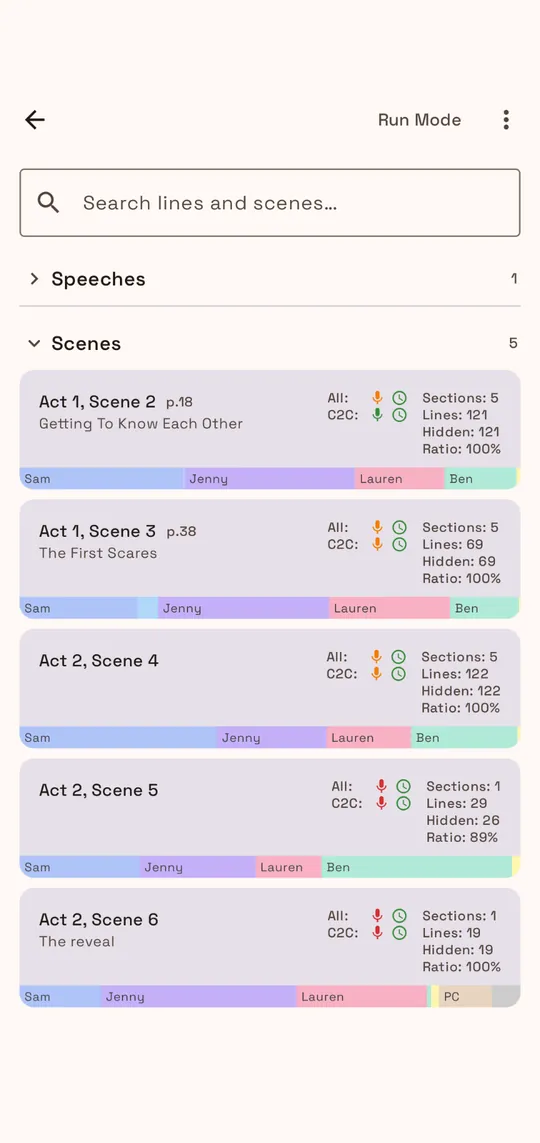 Run Mode
Search lines and scenes...
Speeches 1
Scenes 5
Act 1, Scene 2 p.18
Getting To Know Each Other
All:
C2C:
Sections: 5
Lines: 121
Hidden: 121
Ratio: 100%
Sam Jenny Lauren Ben
Act 1, Scene 3 p.38
The First Scares
All:
C2C:
Sections: 5
Lines: 69
Hidden: 69
Ratio: 100%
Sam Jenny Lauren Ben
Act 2, Scene 4
All:
C2C:
Sections: 5
Lines: 122
Hidden: 122
Ratio: 100%
Sam Jenny Lauren Ben
Act 2, Scene 5
All:
C2C:
Sections: 1
Lines: 29
Hidden: 26
Ratio: 89%
Sam Jenny Lauren Ben
Act 2, Scene 6
The reveal
All:
C2C:
Sections: 1
Lines: 19
Hidden: 19
Ratio: 100%
Sam Jenny Lauren PC